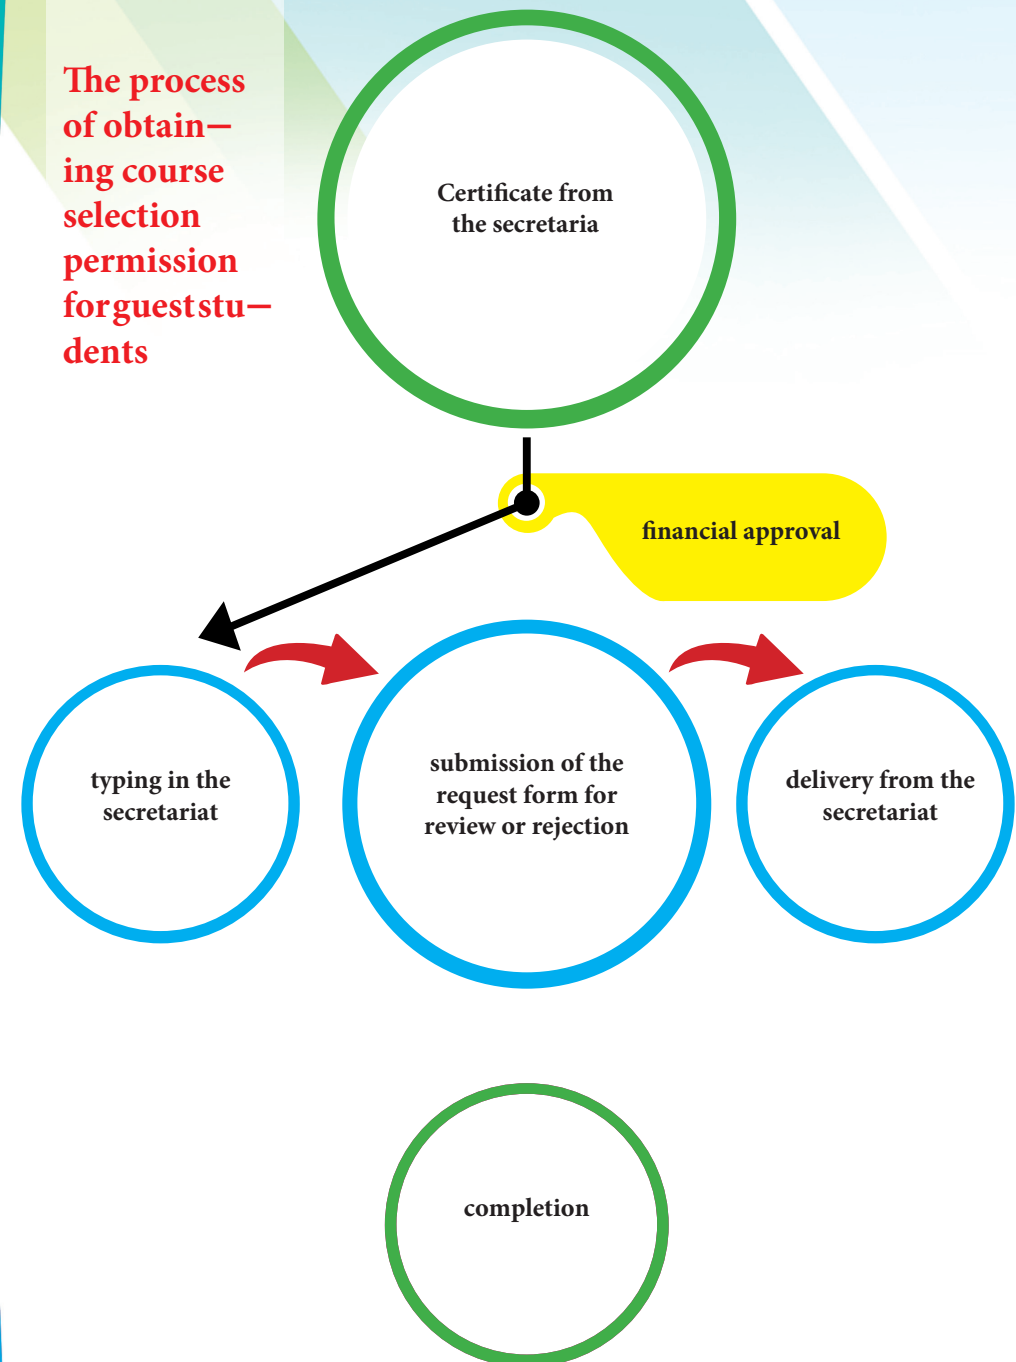 The process
of obtain—
ing course
selection
permission
forgueststu—
dents
Certificate from
the secretaria
financial approval
typing in the
secretariat
submission of the
request form for
review or rejection
delivery from the
secretariat
completion